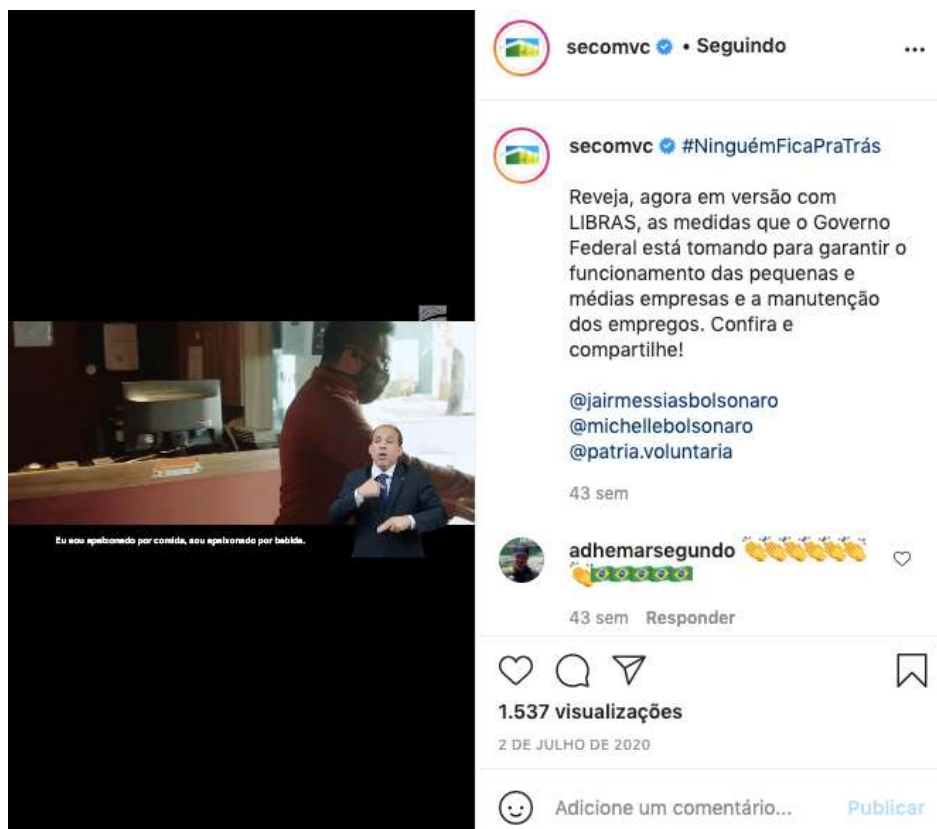 secomvc • Seguindo
secomvc #NinguémFicaPraTrás
Reveja, agora em versão com
LIBRAS, as medidas que o Governo
Federal está tomando para garantir o
funcionamento das pequenas e
médias empresas e a manutenção
dos empregos. Confira e
compartilhe!
@jairmessiasbolsonaro
@michellebolsonaro
@patria.voluntaria
43 sem
Eu sou apaixonado por comida, sou apaixonado por bebida.
adhemarsegundo 👏👏👏👏👏👏
👏🇧🇷🇧🇷🇧🇷🇧🇷🇧🇷
43 sem Responder
1.537 visualizações
2 DE JULHO DE 2020
Adicione um comentário... Publicar